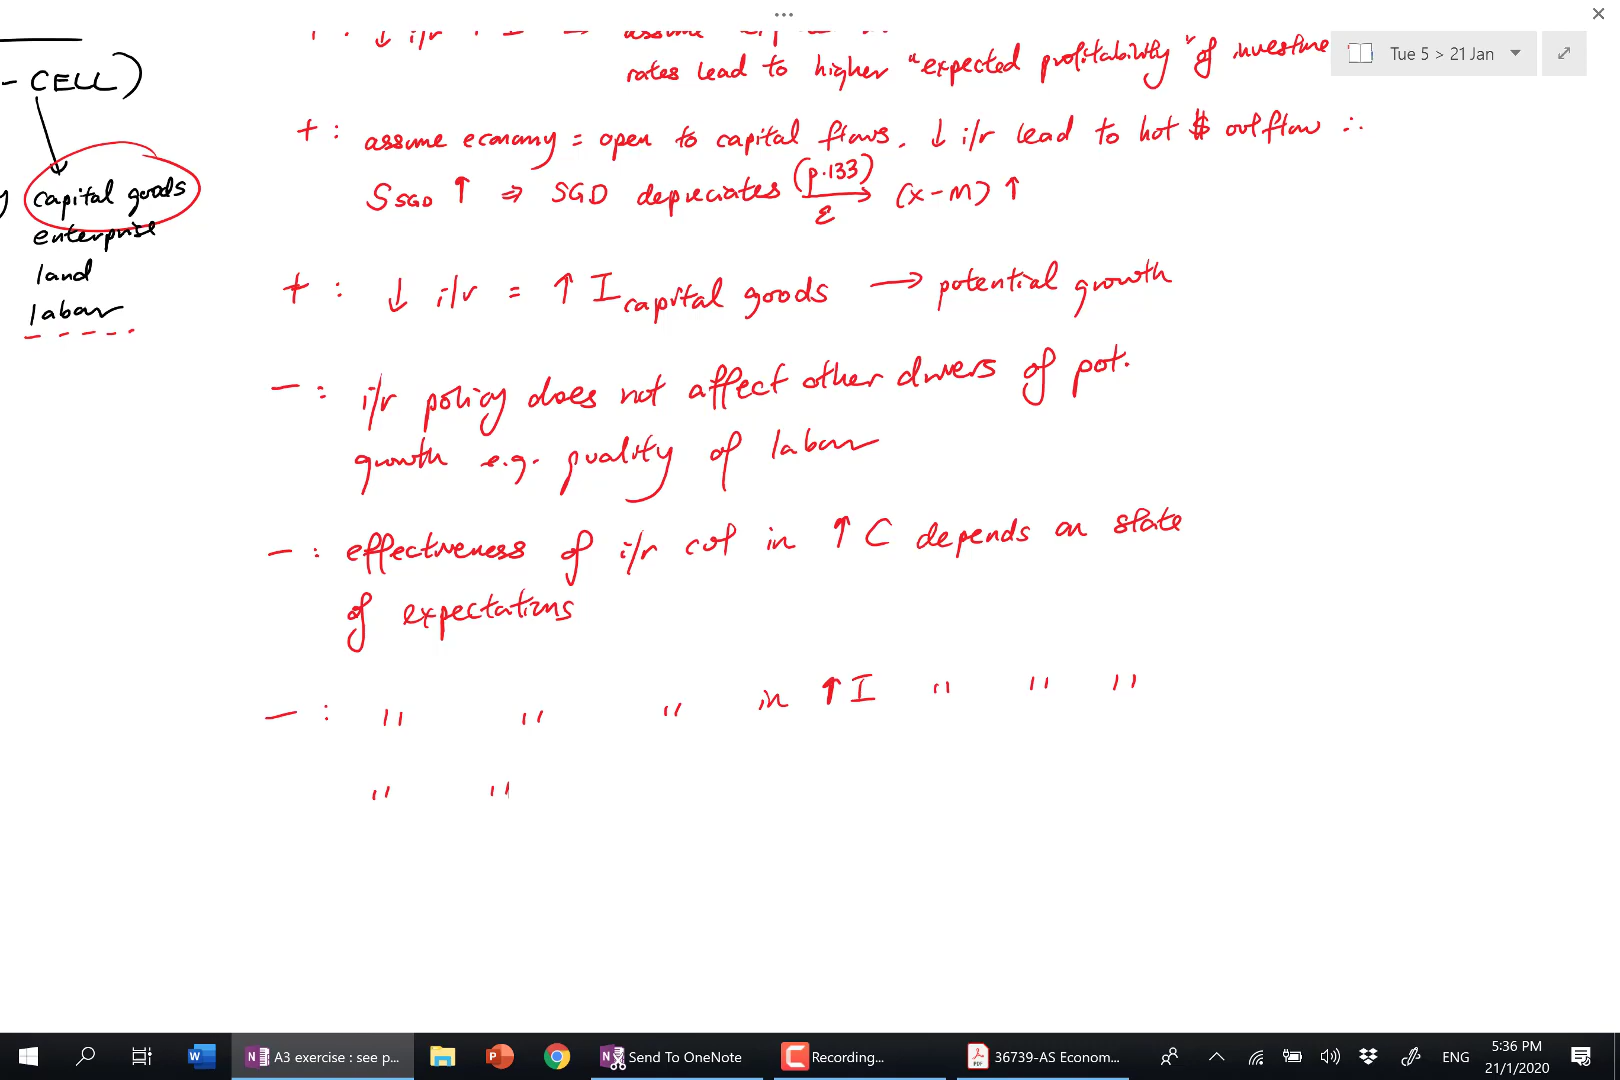 Tue 5 > 21 Jan
- CELL)
capital goods
enterprise
land
labour
↓ i/r
rates lead to higher "expected profitability" of
+ : assume economy = open to capital flows. ↓ i/r lead to hot $ outflow ∴
S SGD ↑ ⇒ SGD depreciates (p.133) → ε (X-M) ↑
+ : ↓ i/r = ↑ I capital goods → potential growth
- : i/r policy does not affect other drivers of pot.
growth e.g. quality of labour
- : effectiveness of i/r cut in ↑ C depends on state
of expectations
- : " " " in ↑ I " " "
" "
A3 exercise : see p...
Send To OneNote
Recording...
36739-AS Econom...
ENG
5:36 PM
21/1/2020